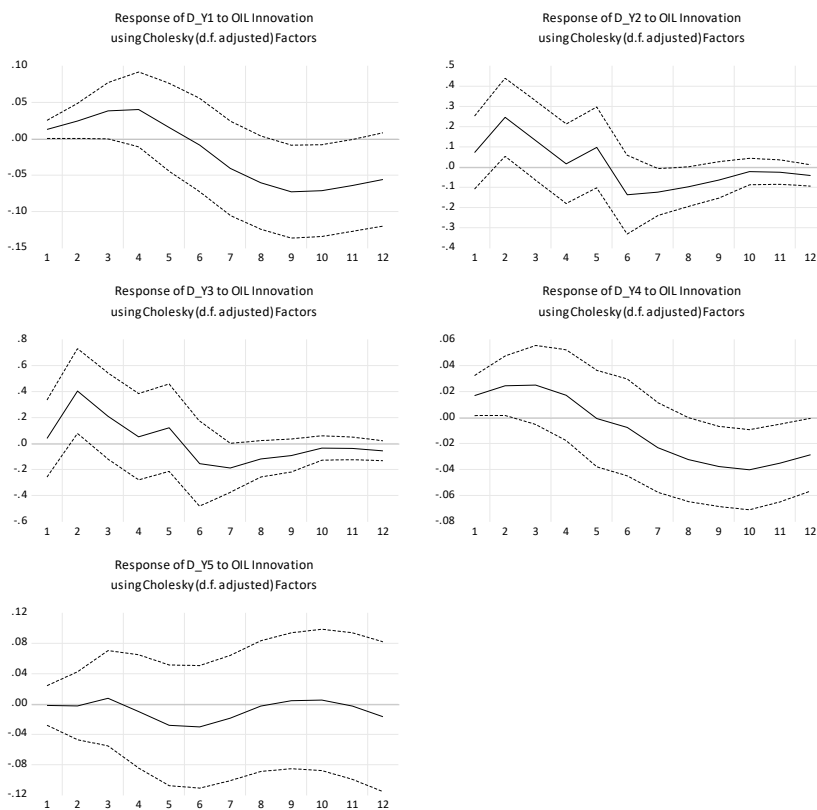 Response of D_Y1 to OIL Innovation
using Cholesky (d.f. adjusted) Factors
.10
.05
.00
-.05
-.10
-.15
1 2 3 4 5 6 7 8 9 10 11 12
Response of D_Y2 to OIL Innovation
using Cholesky (d.f. adjusted) Factors
.5
.4
.3
.2
.1
.0
-.1
-.2
-.3
-.4
1 2 3 4 5 6 7 8 9 10 11 12
Response of D_Y3 to OIL Innovation
using Cholesky (d.f. adjusted) Factors
.8
.6
.4
.2
.0
-.2
-.4
-.6
1 2 3 4 5 6 7 8 9 10 11 12
Response of D_Y4 to OIL Innovation
using Cholesky (d.f. adjusted) Factors
.06
.04
.02
.00
-.02
-.04
-.06
-.08
1 2 3 4 5 6 7 8 9 10 11 12
Response of D_Y5 to OIL Innovation
using Cholesky (d.f. adjusted) Factors
.12
.08
.04
.00
-.04
-.08
-.12
1 2 3 4 5 6 7 8 9 10 11 12